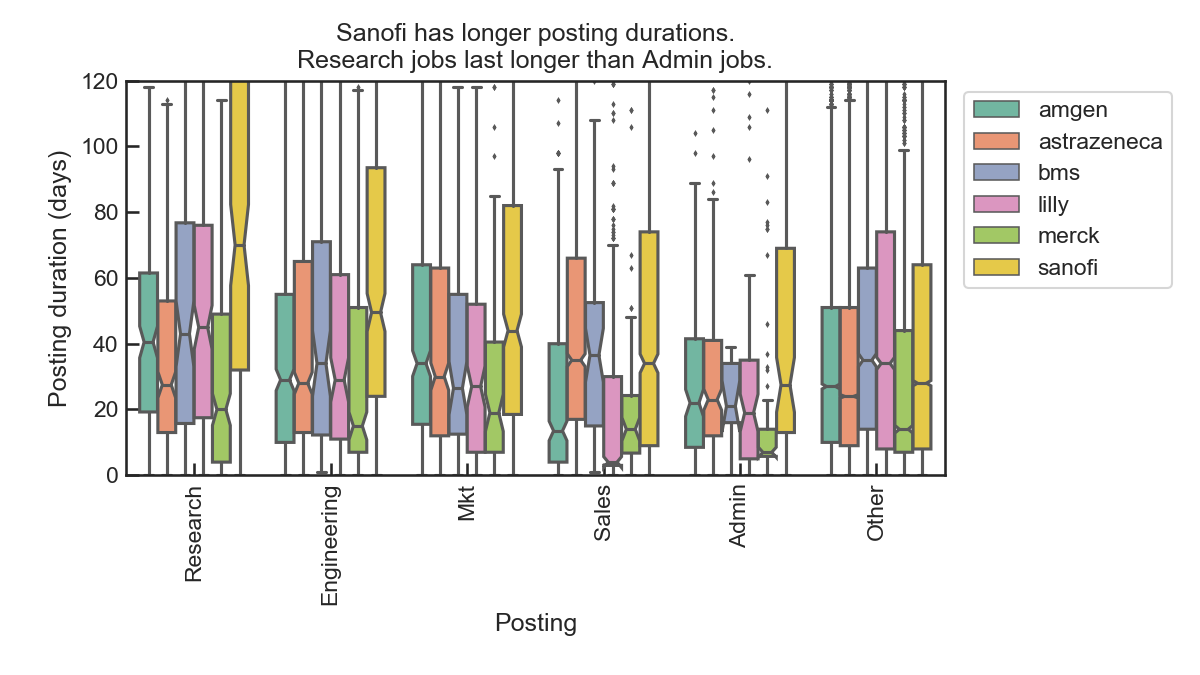 Sanofi has longer posting durations.
Research jobs last longer than Admin jobs.
Posting duration (days)
120
100
80
60
40
20
0
Research
Engineering
Mkt
Sales
Admin
Other
Posting
amgen
astrazeneca
bms
lilly
merck
sanofi